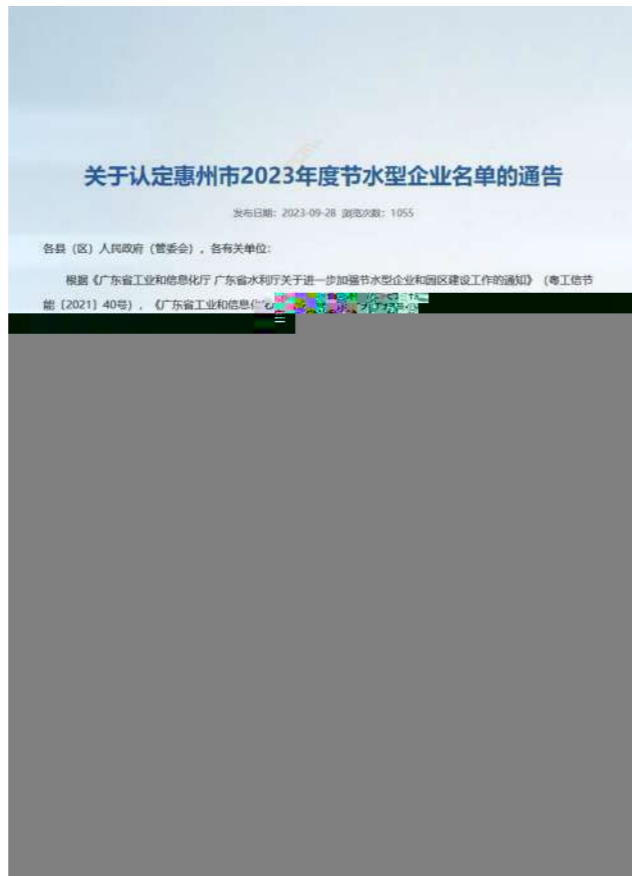 关于认定惠州市2023年度节水型企业名单的通告
发布日期: 2023-09-28 浏览次数: 1055
各县（区）人民政府（管委会），各有关单位:
根据《广东省工业和信息化厅 广东省水利厅关于进一步加强节水型企业和园区建设工作的通知》（粤工信节
能〔2021〕40号），《广东省工业和信息化